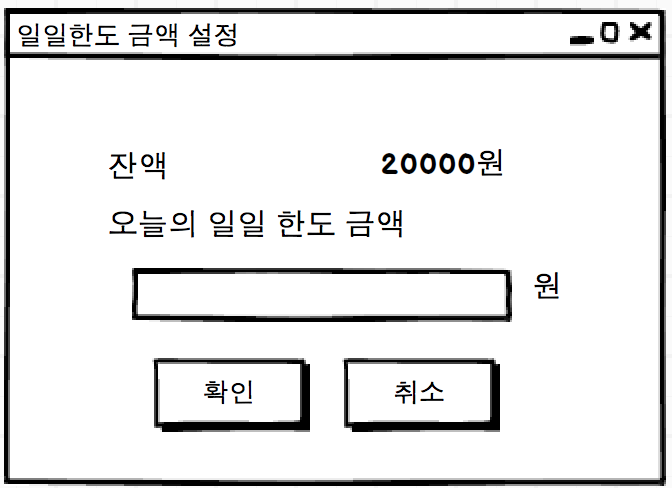 일일한도 금액 설정
잔액 20000원
오늘의 일일 한도 금액
원
확인 취소